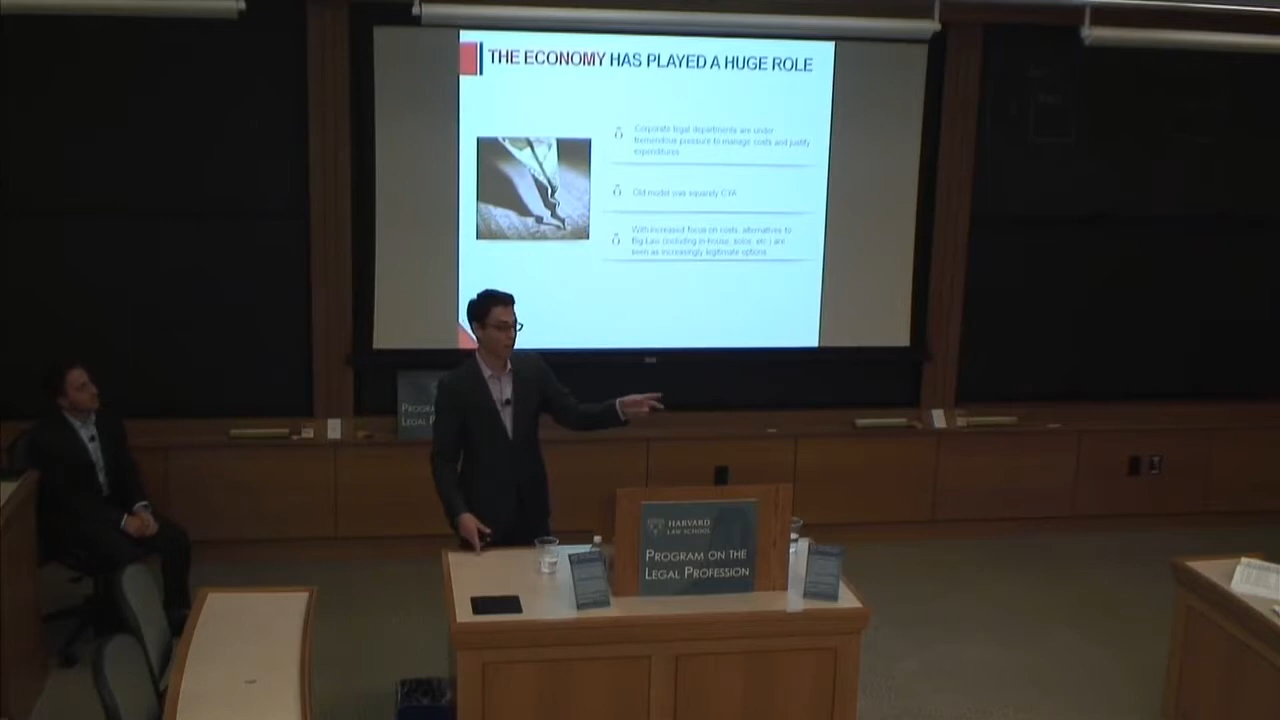 THE ECONOMY HAS PLAYED A HUGE ROLE
Corporate legal departments are under
tremendous pressure to manage costs and justify
expenditures
Old model was squarely CYA
With increased focus on costs, alternatives to
Big Law (including in-house, solos, etc.) are
seen as increasingly legitimate options
PROGRA
LEGAL P
HARVARD
LAW SCHOOL
PROGRAM ON THE
LEGAL PROFESSION